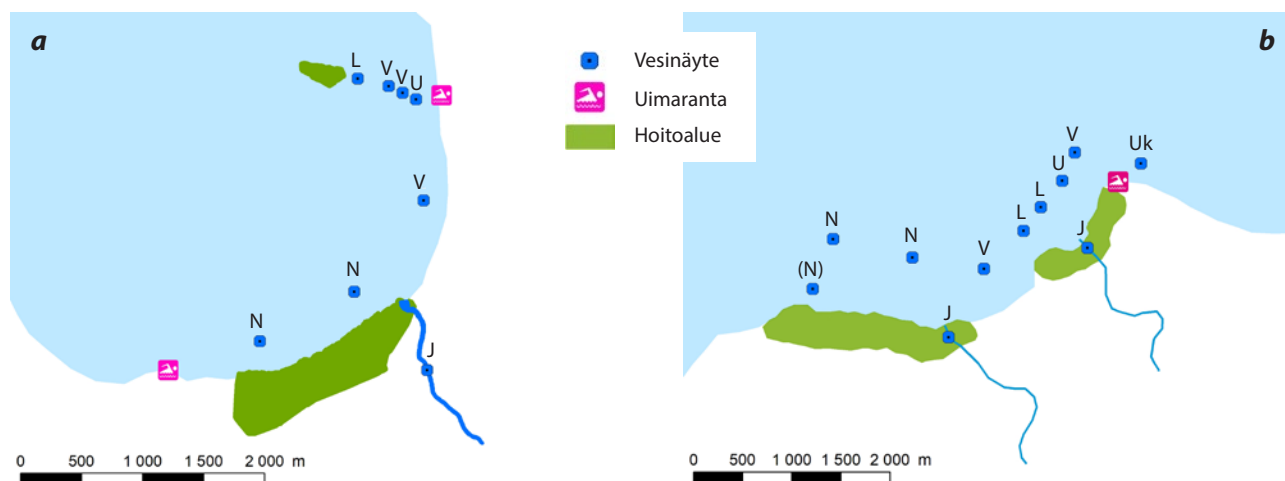 a
L
V
V
U
V
N
N
J
0 500 1 000 1 500 2 000 m
Vesinäyte
Uimaranta
Hoitoalue
b
V
Uk
U
L
L
J
N
N
V
(N)
J
0 500 1 000 1 500 2 000 m